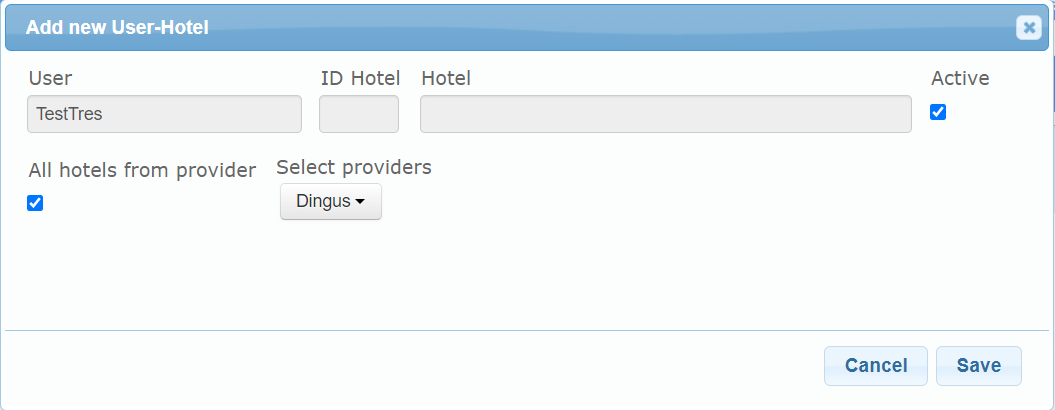 Add new User-Hotel
User ID Hotel Hotel Active
TestTres
All hotels from provider Select providers
Dingus
Cancel Save